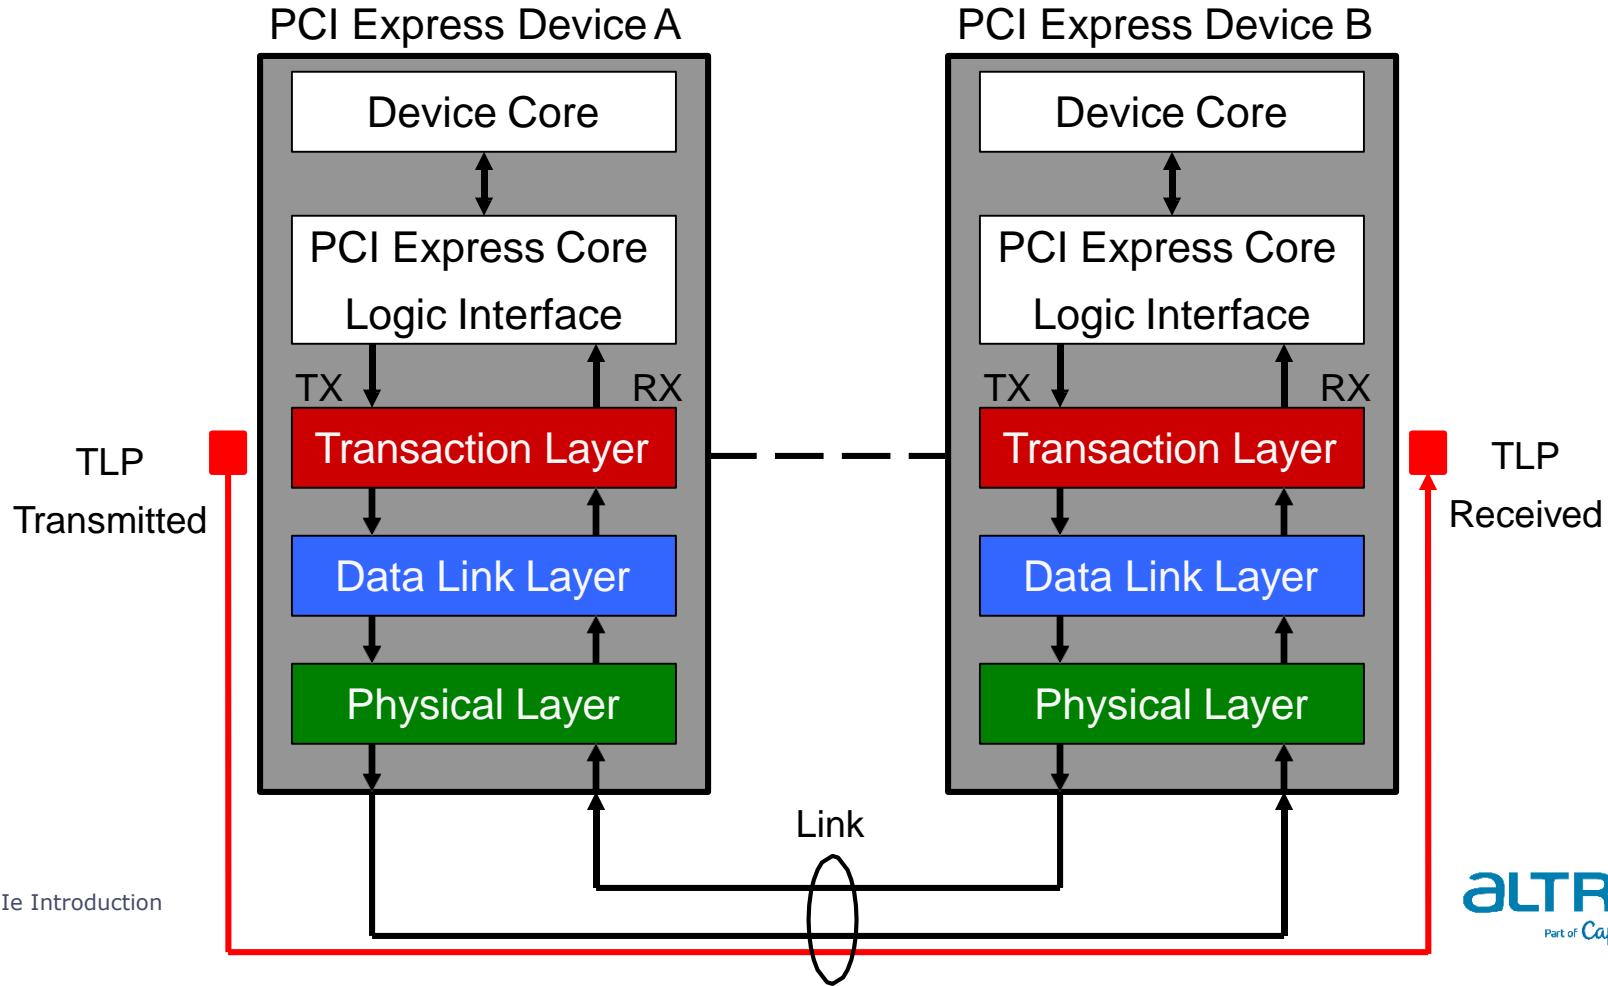 PCI Express Device A
PCI Express Device B
Device Core
Device Core
PCI Express Core
Logic Interface
PCI Express Core
Logic Interface
TX
RX
TX
RX
TLP
Transmitted
Transaction Layer
Transaction Layer
TLP
Received
Data Link Layer
Data Link Layer
Physical Layer
Physical Layer
Link
Ie Introduction
Part of